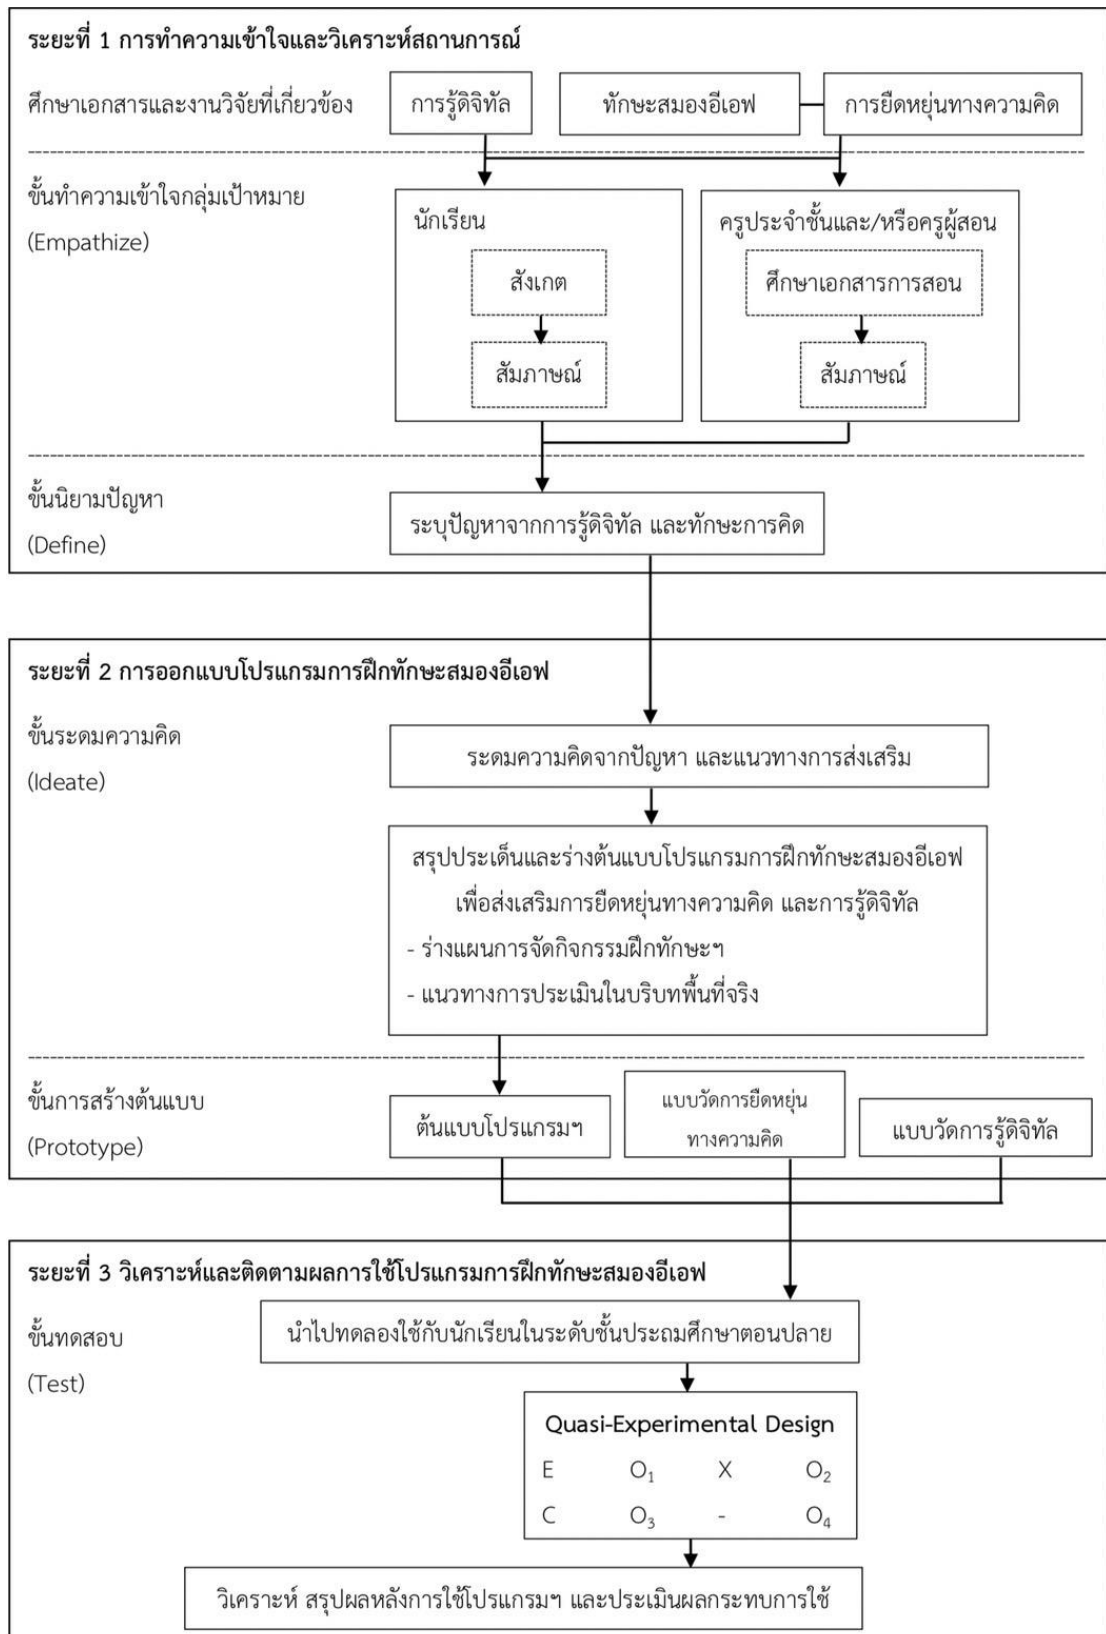 ระยะที่ 1 การทำความเข้าใจและวิเคราะห์สถานการณ์
ศึกษาเอกสารและงานวิจัยที่เกี่ยวข้อง
การรู้ดิจิทัล
ทักษะสมองอีเอฟ
การยืดหยุ่นทางความคิด
ขั้นทำความเข้าใจกลุ่มเป้าหมาย
(Empathize)
นักเรียน
สังเกต
สัมภาษณ์
ครูประจำชั้นและ/หรือครูผู้สอน
ศึกษาเอกสารการสอน
สัมภาษณ์
ขั้นนิยามปัญหา
(Define)
ระบุปัญหาจากการรู้ดิจิทัล และทักษะการคิด
ระยะที่ 2 การออกแบบโปรแกรมการฝึกทักษะสมองอีเอฟ
ขั้นระดมความคิด
(Ideate)
ระดมความคิดจากปัญหา และแนวทางการส่งเสริม
สรุปประเด็นและร่างต้นแบบโปรแกรมการฝึกทักษะสมองอีเอฟ
เพื่อส่งเสริมการยืดหยุ่นทางความคิด และการรู้ดิจิทัล
- ร่างแผนการจัดกิจกรรมฝึกทักษะฯ
- แนวทางการประเมินในบริบทพื้นที่จริง
ขั้นการสร้างต้นแบบ
(Prototype)
ต้นแบบโปรแกรมฯ
แบบวัดการยืดหยุ่น
ทางความคิด
แบบวัดการรู้ดิจิทัล
ระยะที่ 3 วิเคราะห์และติดตามผลการใช้โปรแกรมการฝึกทักษะสมองอีเอฟ
ขั้นทดสอบ
(Test)
นำไปทดลองใช้กับนักเรียนในระดับชั้นประถมศึกษาตอนปลาย
Quasi-Experimental Design
E O₁ X O₂
C O₃ - O₄
วิเคราะห์ สรุปผลหลังการใช้โปรแกรมฯ และประเมินผลกระทบการใช้